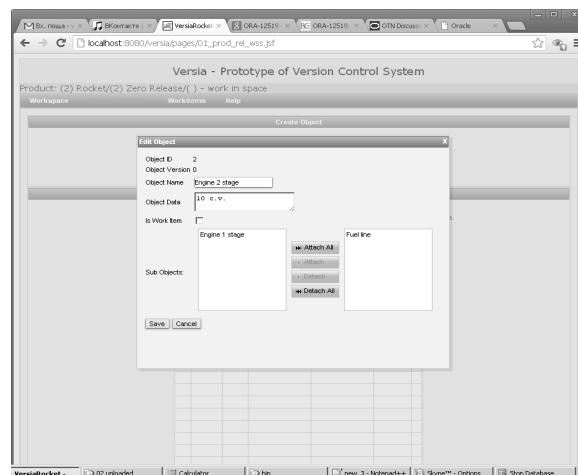 Вх. почта - v
ВКонтакте |
VersiaRocket
ORA-12519:
ORA-12519:
OTN Discussi
Oracle
localhost:8080/versia/pages/01_prod_rel_wss.jsf
Versia - Prototype of Version Control System
Product: (2) Rocket/(2) Zero Release/( ) - work in space
Workspace WorkItems Help
Create Object
Edit Object x
Object ID 2
Object Version 0
Object Name Engine 2 stage
Object Data 10 c.v.
Is Work Item
Sub Objects:
Engine 1 stage
Attach All
Attach
Detach
Detach All
Fuel line
Save Cancel
VersiaRocket -
02 uploaded
Calculator
bin
new 3 - Notepad++
Skype™ - Options
Stop Database